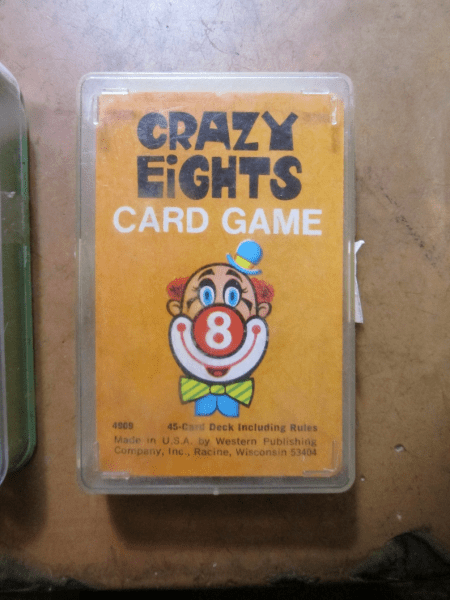 CRAZY
EiGHTS
CARD GAME
8
4909 45-Card Deck Including Rules
Made in U.S.A. by Western Publishing
Company, Inc., Racine, Wisconsin 53404